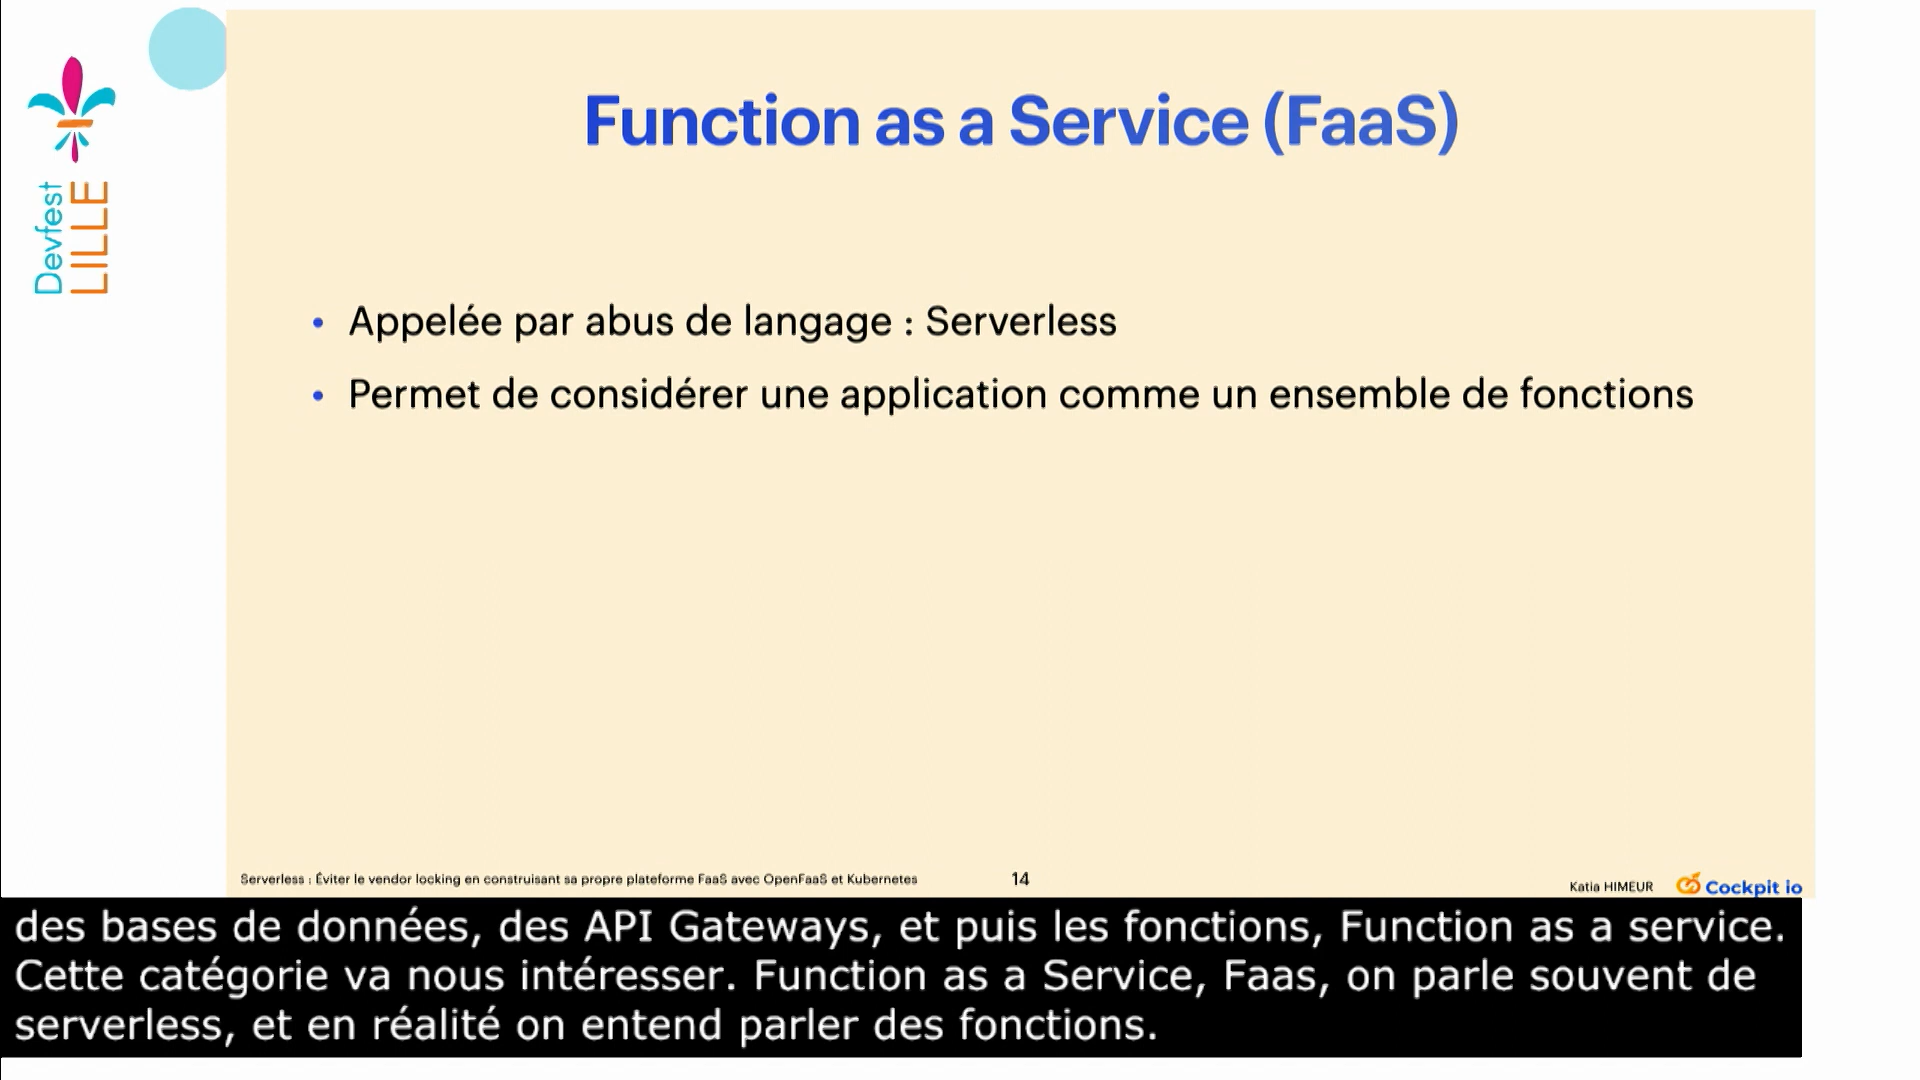 Devfest
LILLE
Function as a Service (FaaS)
• Appelée par abus de langage : Serverless
• Permet de considérer une application comme un ensemble de fonctions
Serverless : Éviter le vendor locking en construisant sa propre plateforme FaaS avec OpenFaaS et Kubernetes
14
Katia HIMEUR
Cockpit io
des bases de données, des API Gateways, et puis les fonctions, Function as a service.
Cette catégorie va nous intéresser. Function as a Service, Faas, on parle souvent de
serverless, et en réalité on entend parler des fonctions.